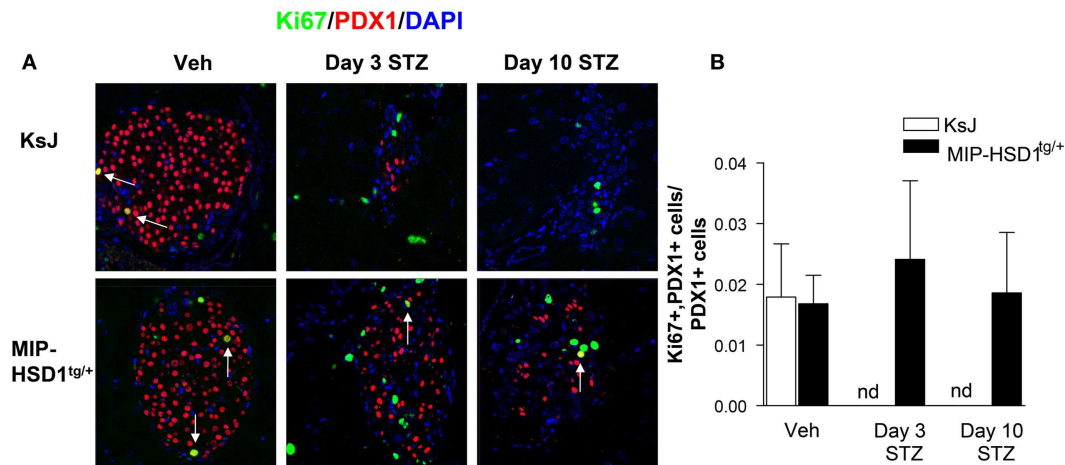 Ki67/PDX1/DAPI
A
Veh
Day 3 STZ
Day 10 STZ
KsJ
MIP-
HSD1tg/+
B
KsJ
MIP-HSD1tg/+
Ki67+,PDX1+ cells/
PDX1+ cells
0.04
0.03
0.02
0.01
0.00
nd
nd
Veh
Day 3
STZ
Day 10
STZ